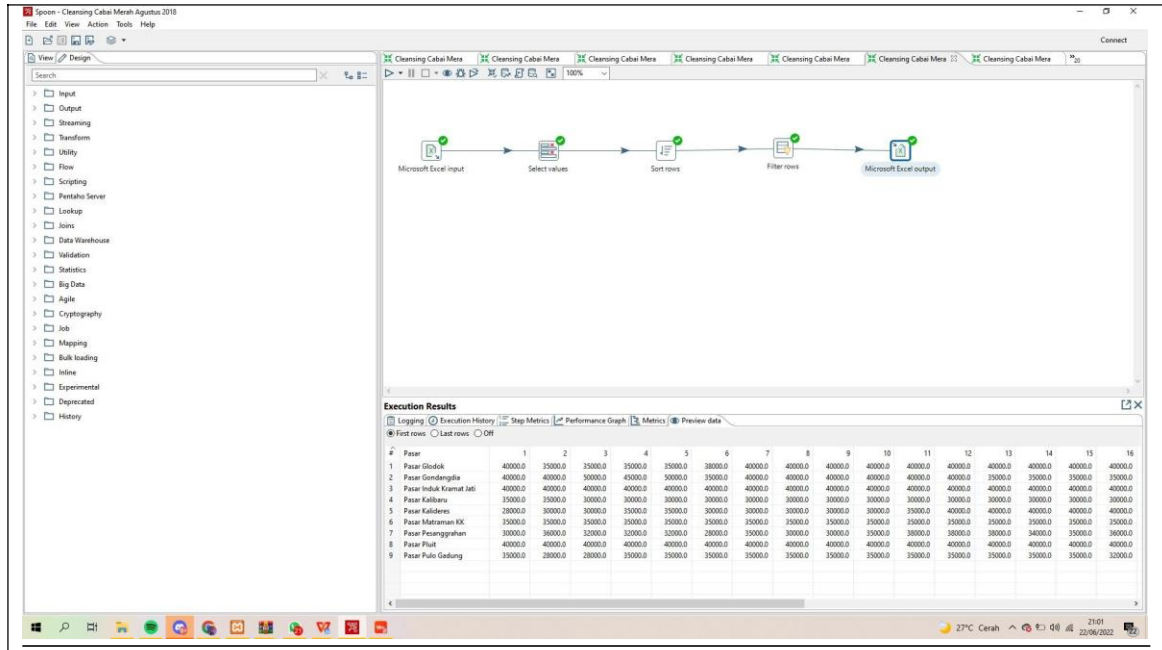 Spoon - Cleansing Cabai Merah Agustus 2018
File Edit View Action Tools Help
Connect
View Design
Search
Input
Output
Streaming
Transform
Utility
Flow
Scripting
Pentaho Server
Lookup
Joins
Data Warehouse
Validation
Statistics
Big Data
Agile
Cryptography
Job
Mapping
Bulk loading
Inline
Experimental
Deprecated
History
Cleansing Cabai Mera Cleansing Cabai Mera Cleansing Cabai Mera Cleansing Cabai Mera Cleansing Cabai Mera Cleansing Cabai Mera Cleansing Cabai Mera »20
100%
Microsoft Excel input Select values Sort rows Filter rows Microsoft Excel output
Execution Results
Logging Execution History Step Metrics Performance Graph Metrics Preview data
First rows Last rows Off
# Pasar 1 2 3 4 5 6 7 8 9 10 11 12 13 14 15 16
1 Pasar Glodok 40000.0 35000.0 35000.0 35000.0 35000.0 38000.0 40000.0 40000.0 40000.0 40000.0 40000.0 40000.0 40000.0 40000.0 40000.0 40000.0
2 Pasar Gondangdia 40000.0 40000.0 50000.0 45000.0 50000.0 35000.0 40000.0 40000.0 40000.0 40000.0 40000.0 40000.0 35000.0 35000.0 35000.0 35000.0
3 Pasar Induk Kramat Jati 40000.0 40000.0 40000.0 40000.0 40000.0 40000.0 40000.0 40000.0 40000.0 40000.0 40000.0 40000.0 40000.0 40000.0 40000.0 40000.0
4 Pasar Kalibaru 35000.0 35000.0 30000.0 30000.0 30000.0 30000.0 30000.0 30000.0 30000.0 30000.0 30000.0 30000.0 30000.0 30000.0 30000.0 30000.0
5 Pasar Kalideres 28000.0 30000.0 30000.0 35000.0 35000.0 35000.0 40000.0 40000.0 40000.0 30000.0 35000.0 40000.0 40000.0 40000.0 40000.0 40000.0
6 Pasar Matraman KK 35000.0 35000.0 35000.0 35000.0 35000.0 35000.0 35000.0 35000.0 35000.0 35000.0 35000.0 35000.0 35000.0 35000.0 35000.0 35000.0
7 Pasar Pesanggrahan 30000.0 36000.0 32000.0 32000.0 32000.0 28000.0 35000.0 30000.0 30000.0 35000.0 38000.0 38000.0 38000.0 34000.0 35000.0 36000.0
8 Pasar Pluit 40000.0 40000.0 40000.0 40000.0 40000.0 40000.0 40000.0 40000.0 40000.0 40000.0 40000.0 40000.0 40000.0 40000.0 40000.0 40000.0
9 Pasar Pulo Gadung 35000.0 28000.0 28000.0 35000.0 35000.0 35000.0 35000.0 35000.0 35000.0 35000.0 35000.0 35000.0 35000.0 35000.0 35000.0 32000.0
27°C Cerah 21:01
22/06/2022